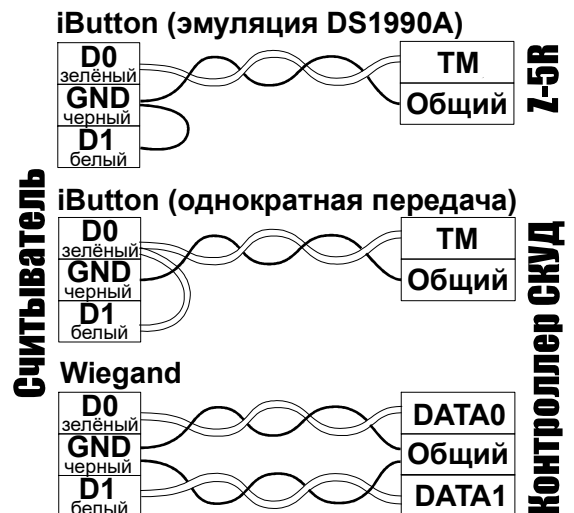 iButton (эмуляция DS1990A)
D0
зелёный
GND
черный
D1
белый
TM
Общий
Z-5R
Считыватель
iButton (однократная передача)
D0
зелёный
GND
черный
D1
белый
TM
Общий
Контроллер СКУД
Wiegand
D0
зелёный
GND
черный
D1
белый
DATA0
Общий
DATA1